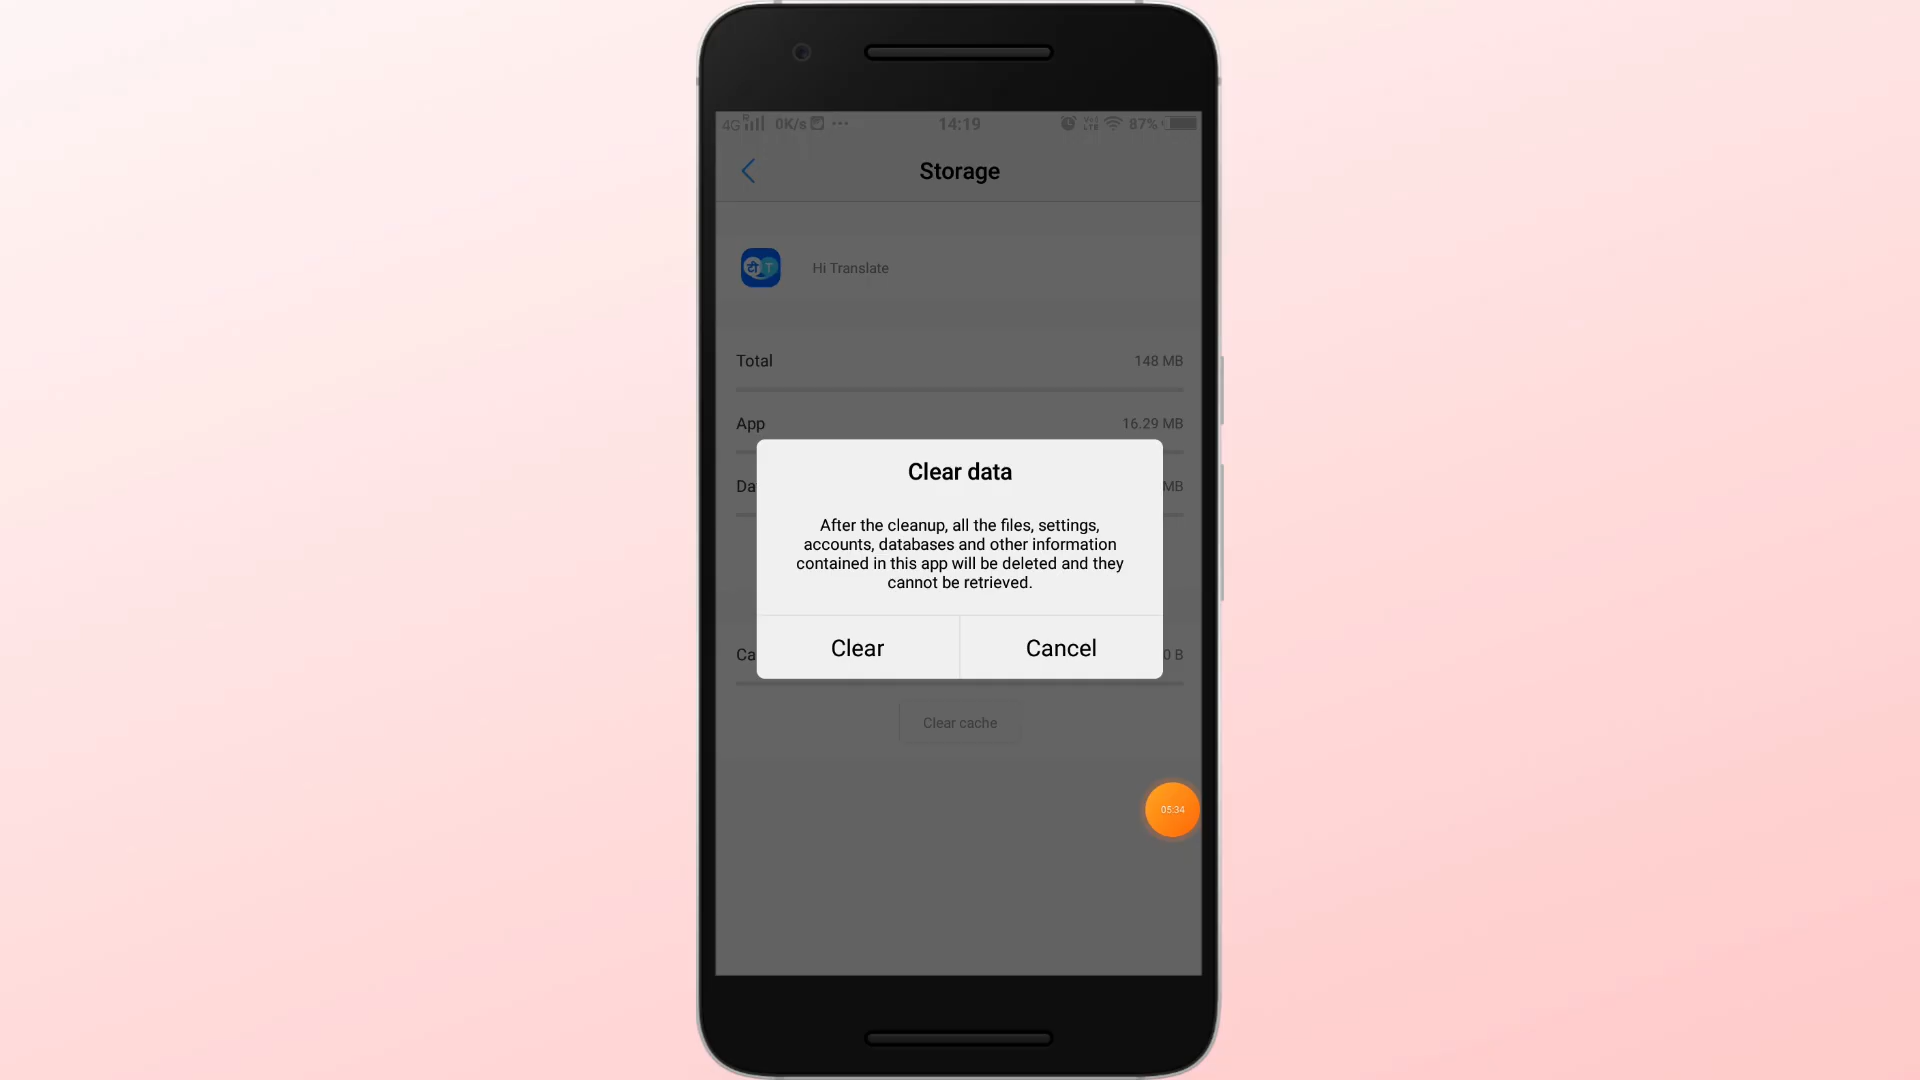 4G R 0K/s ... 14:19 VoLTE 87%
Storage
टी T Hi Translate
Total 148 MB
App 16.29 MB
Da MB
Clear data
After the cleanup, all the files, settings,
accounts, databases and other information
contained in this app will be deleted and they
cannot be retrieved.
Clear Cancel
Ca 0 B
Clear cache
05:34